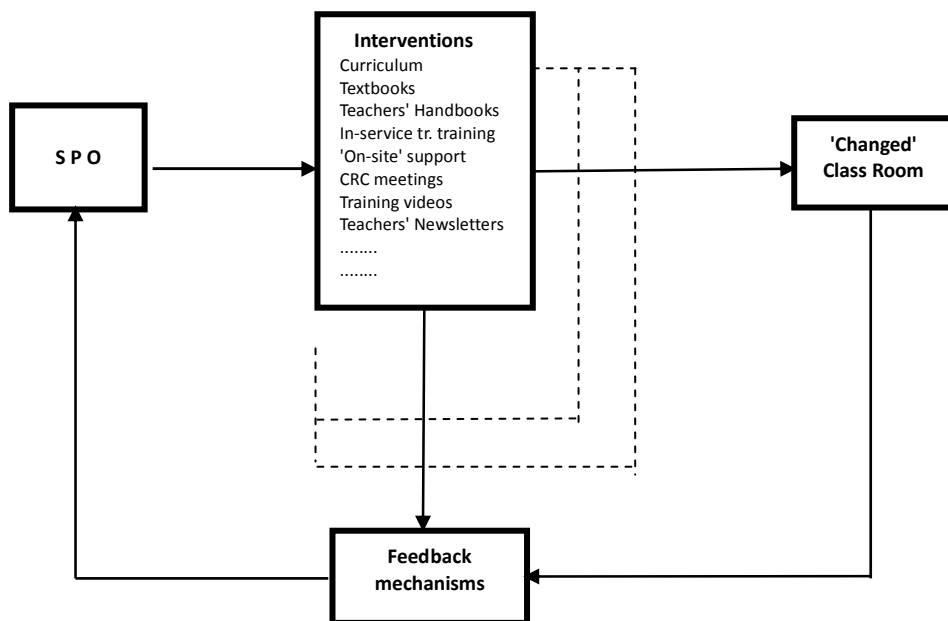 S P O
Interventions
Curriculum
Textbooks
Teachers' Handbooks
In-service tr. training
'On-site' support
CRC meetings
Training videos
Teachers' Newsletters
........
........
'Changed'
Class Room
Feedback
mechanisms